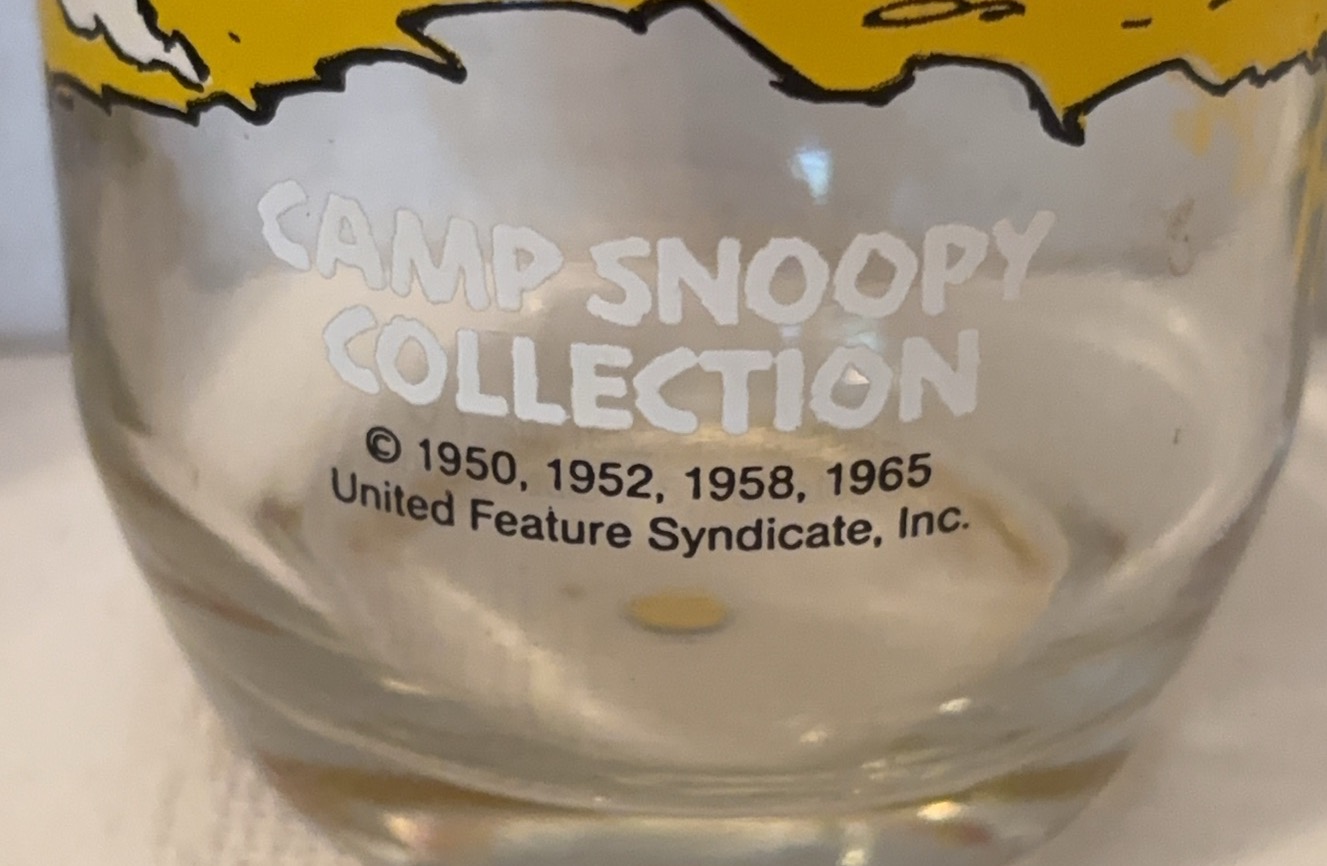 CAMP SNOOPY
COLLECTION
© 1950, 1952, 1958, 1965
United Feature Syndicate, Inc.